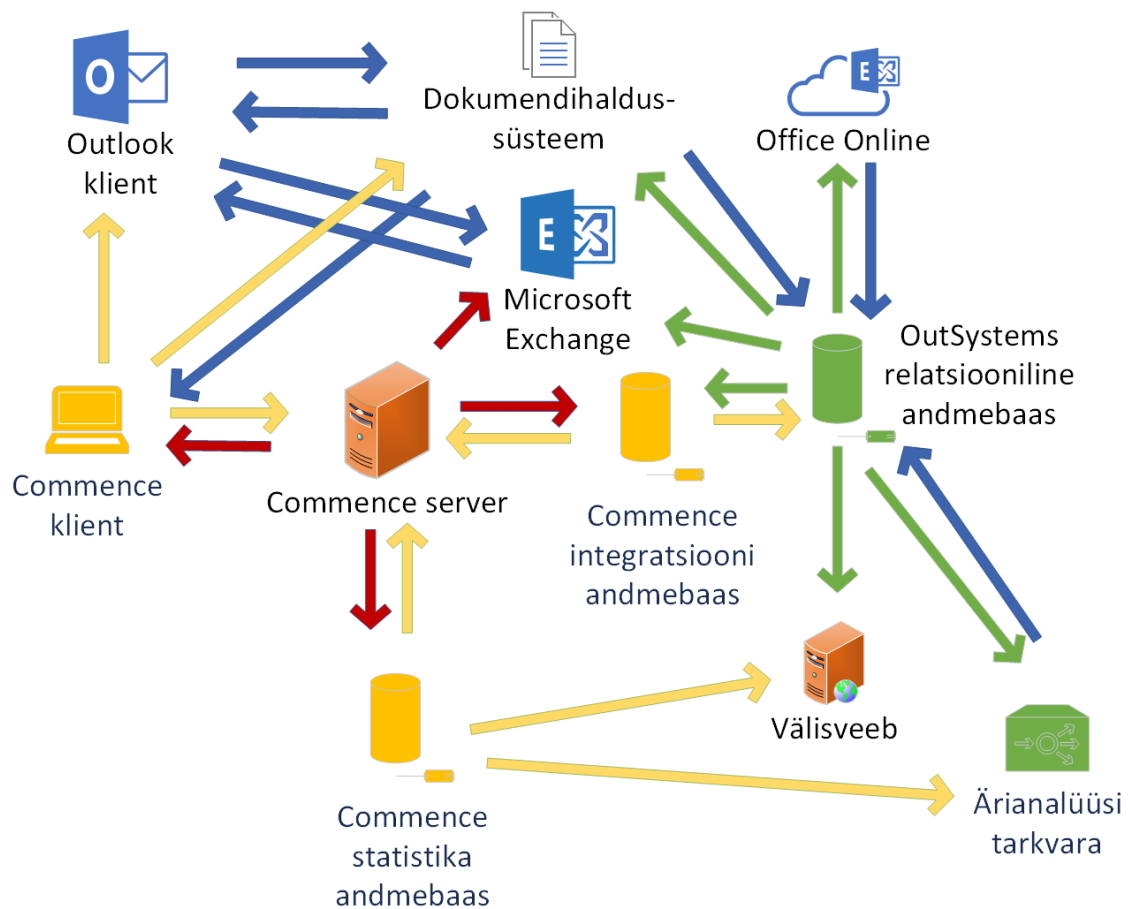 O
Outlook
klient
Dokumendihaldus-
süsteem
E
Office Online
E
Microsoft
Exchange
OutSystems
relatsiooniline
andmebaas
Commence
klient
Commence server
Commence
integratsiooni
andmebaas
Välisveeb
Ärianalüüsi
tarkvara
Commence
statistika
andmebaas